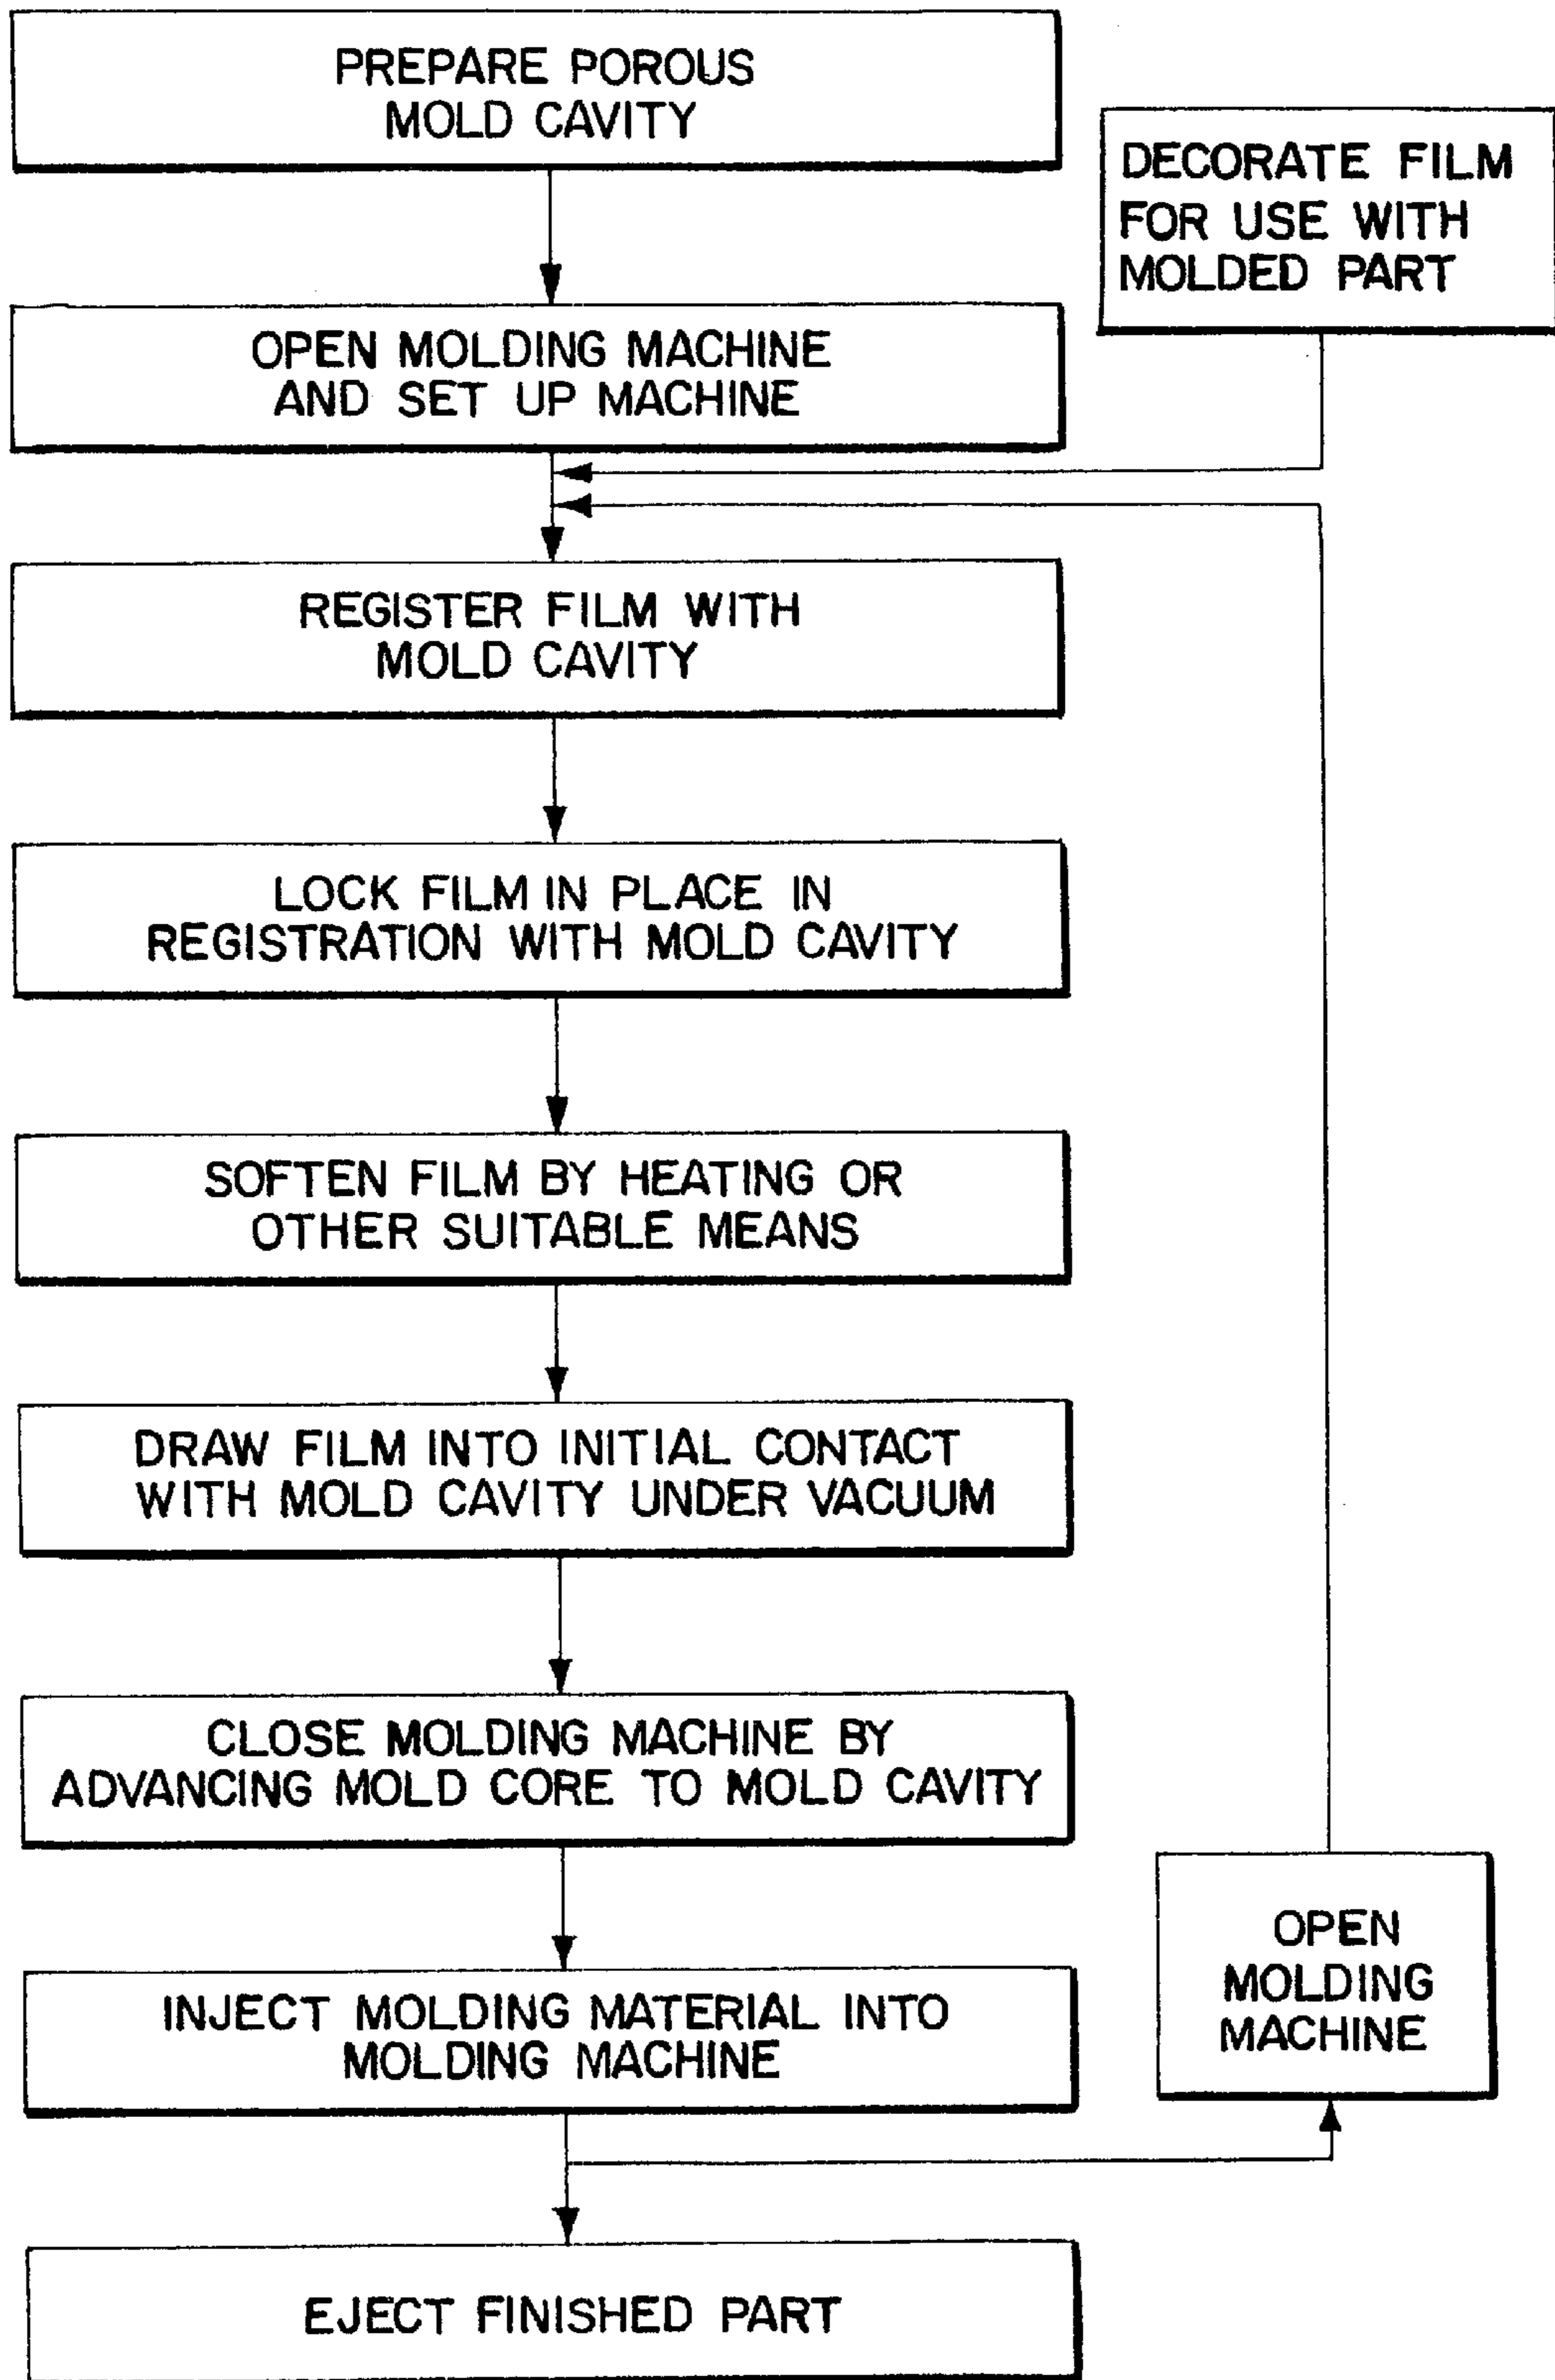 PREPARE POROUS
MOLD CAVITY
DECORATE FILM
FOR USE WITH
MOLDED PART
OPEN MOLDING MACHINE
AND SET UP MACHINE
REGISTER FILM WITH
MOLD CAVITY
LOCK FILM IN PLACE IN
REGISTRATION WITH MOLD CAVITY
SOFTEN FILM BY HEATING OR
OTHER SUITABLE MEANS
DRAW FILM INTO INITIAL CONTACT
WITH MOLD CAVITY UNDER VACUUM
CLOSE MOLDING MACHINE BY
ADVANCING MOLD CORE TO MOLD CAVITY
INJECT MOLDING MATERIAL INTO
MOLDING MACHINE
OPEN
MOLDING
MACHINE
EJECT FINISHED PART